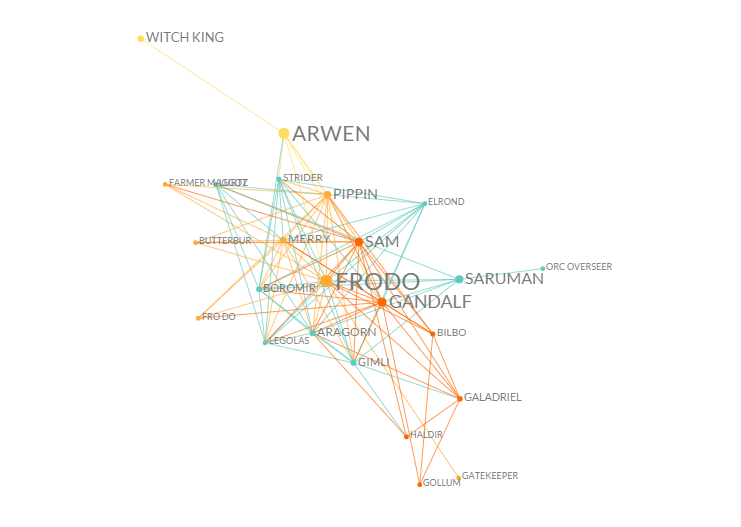 WITCH KING
ARWEN
STRIDER
FARMER MAGGOT
PIPPIN
ELROND
BUTTERBUR
MERRY
SAM
ORC OVERSEER
SARUMAN
FRODO
BOROMIR
GANDALF
FRO DO
ARAGORN
BILBO
LEGOLAS
GIMLI
GALADRIEL
HALDIR
GATEKEEPER
GOLLUM